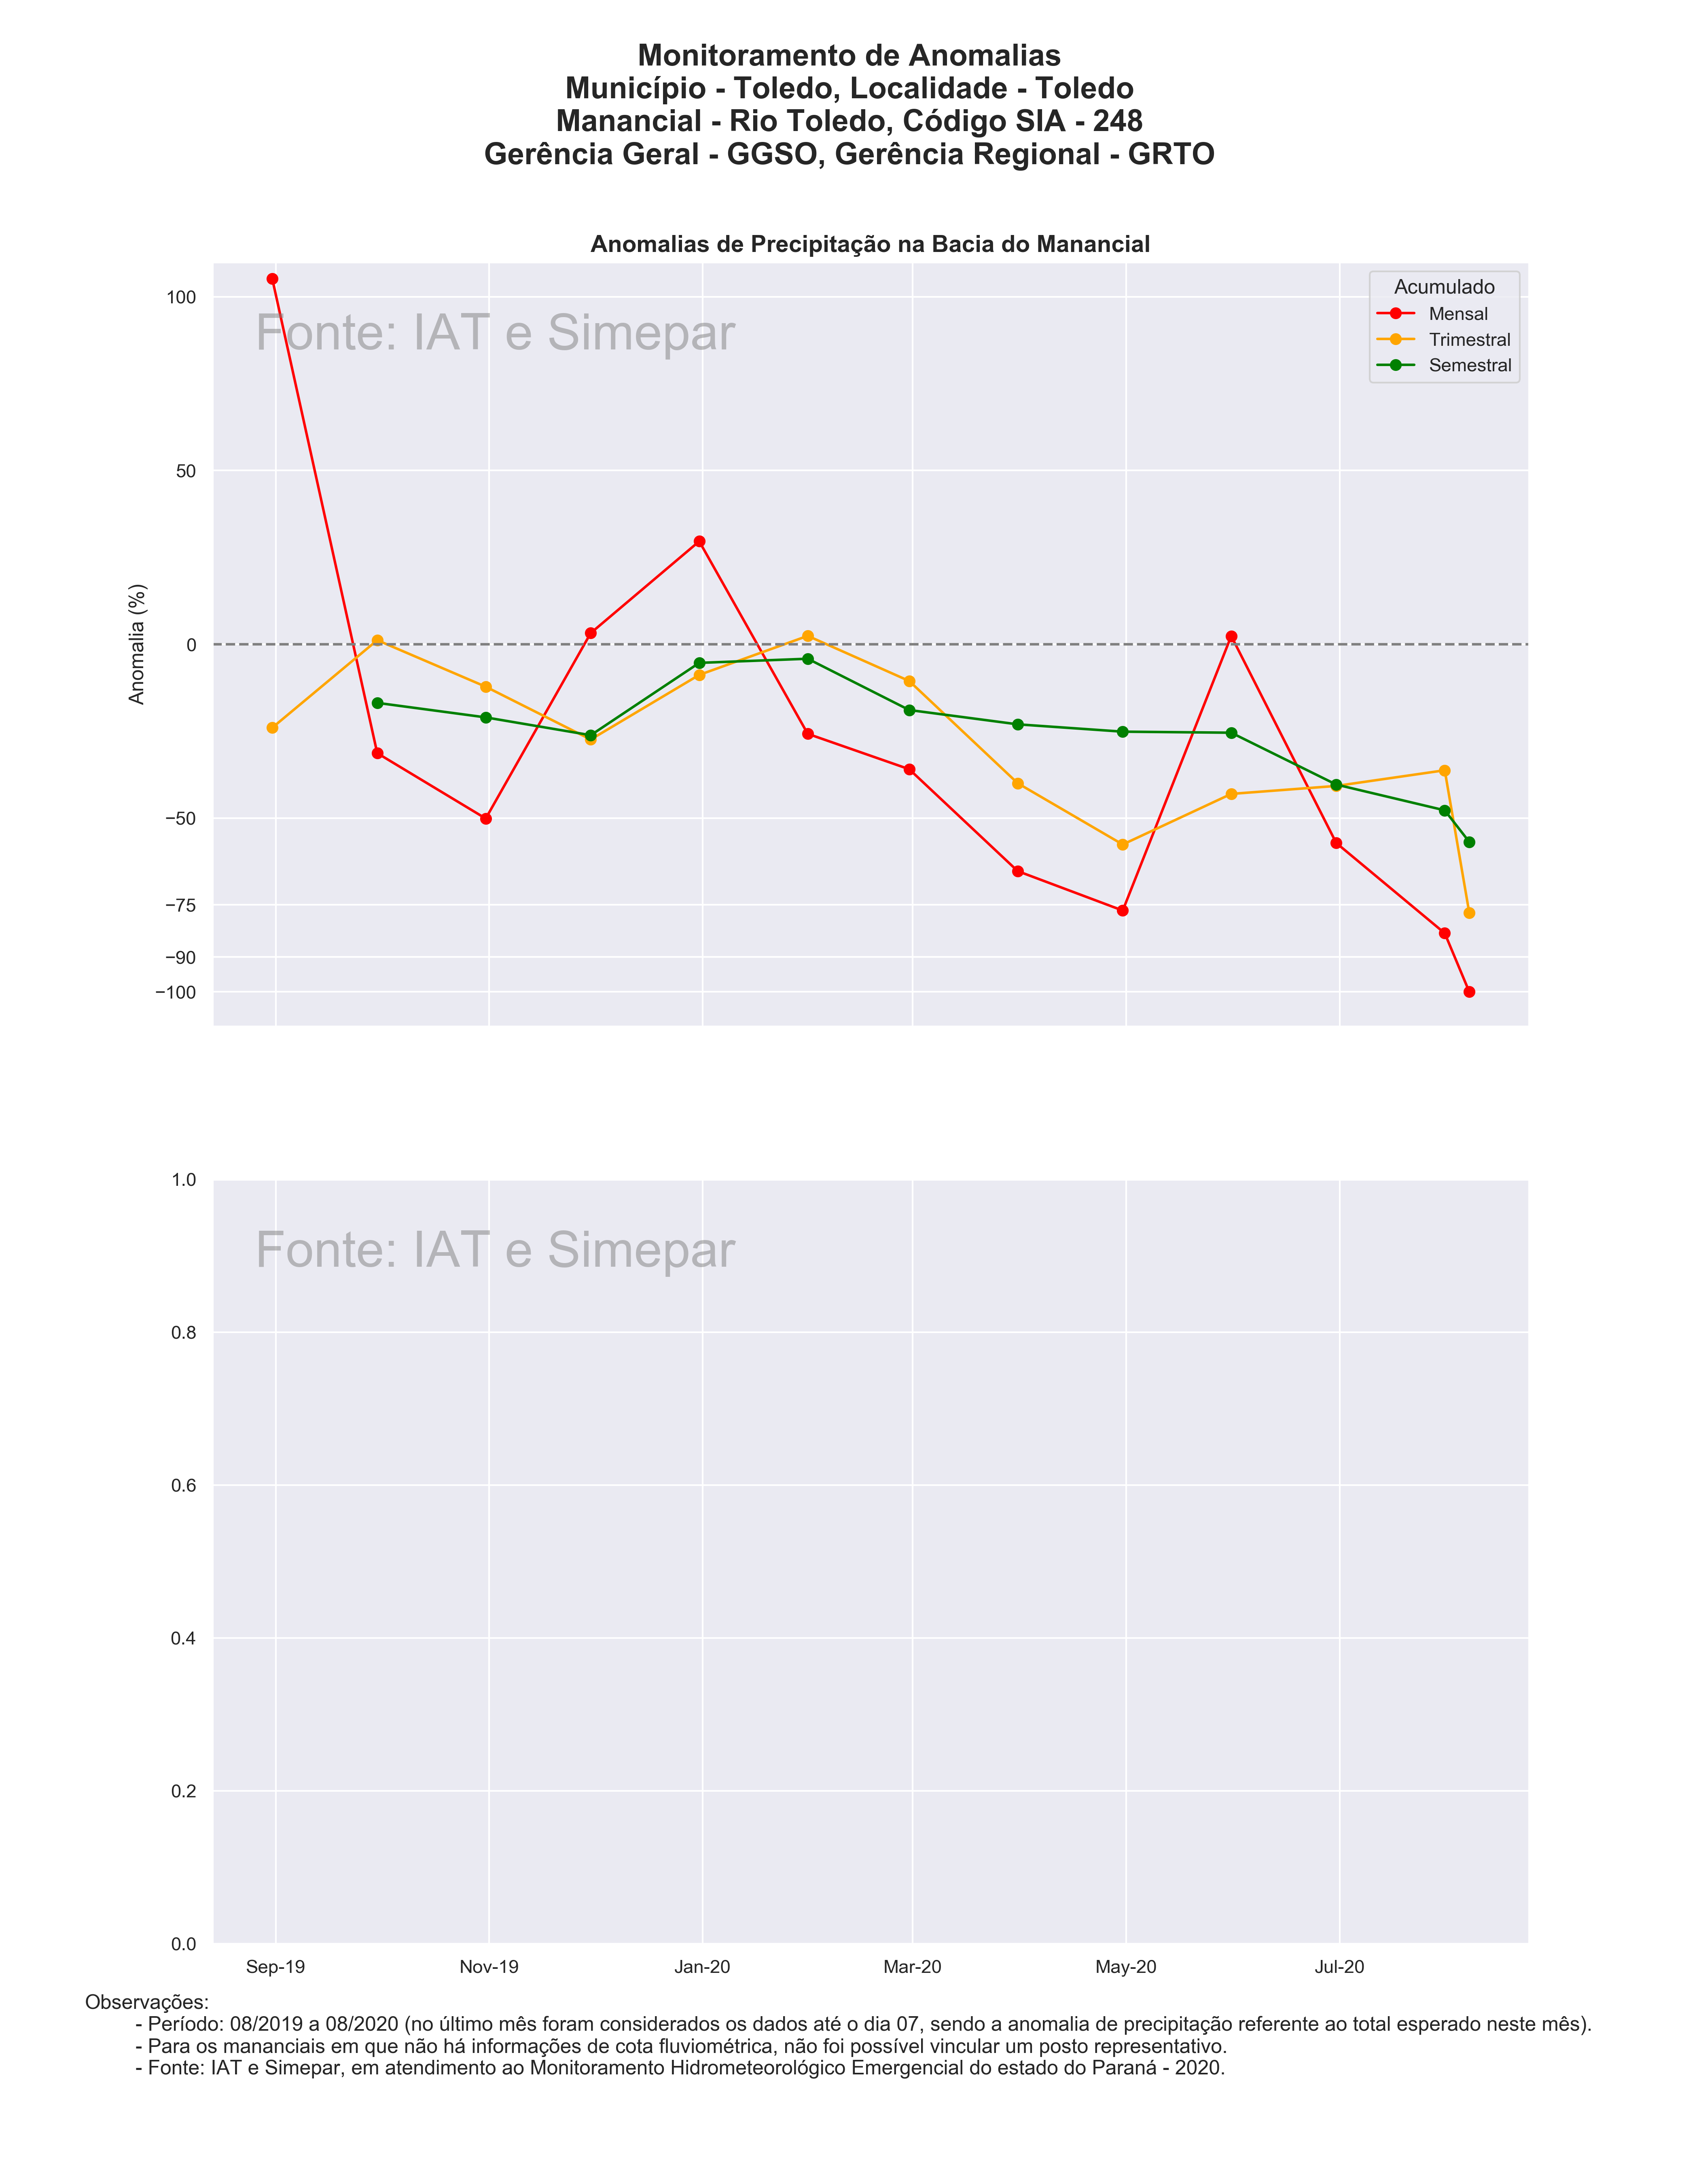 Monitoramento de Anomalias
Município - Toledo, Localidade - Toledo
Manancial - Rio Toledo, Código SIA - 248
Gerência Geral - GGSO, Gerência Regional - GRTO
Anomalias de Precipitação na Bacia do Manancial
Fonte: IAT e Simepar
Acumulado
Mensal
Trimestral
Semestral
Anomalia (%)
100
50
0
−50
−75
−90
−100
Fonte: IAT e Simepar
1.0
0.8
0.6
0.4
0.2
0.0
Sep-19 Nov-19 Jan-20 Mar-20 May-20 Jul-20
Observações:
- Período: 08/2019 a 08/2020 (no último mês foram considerados os dados até o dia 07, sendo a anomalia de precipitação referente ao total esperado neste mês).
- Para os mananciais em que não há informações de cota fluviométrica, não foi possível vincular um posto representativo.
- Fonte: IAT e Simepar, em atendimento ao Monitoramento Hidrometeorológico Emergencial do estado do Paraná - 2020.